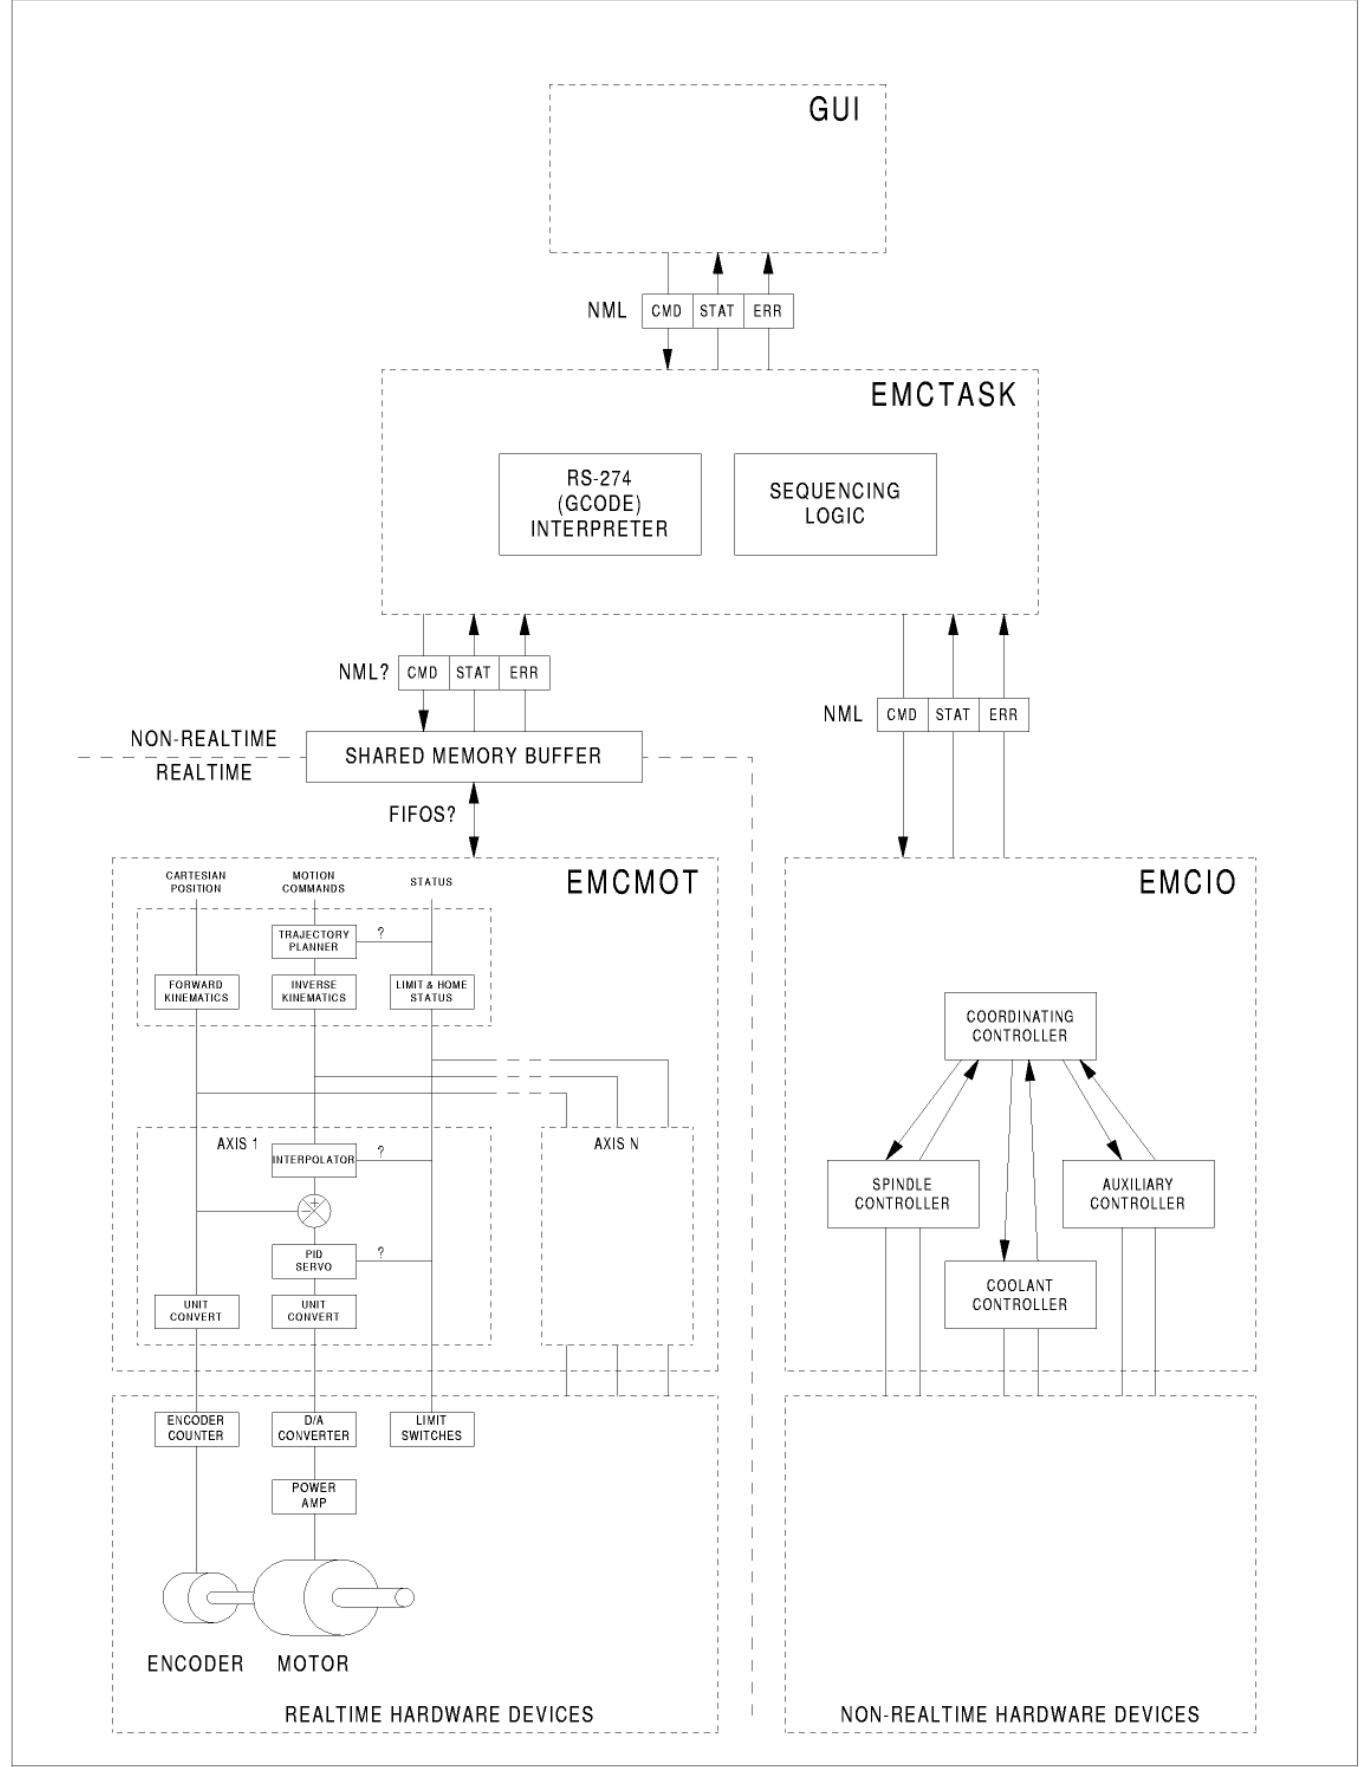 GUI
NML CMD STAT ERR
EMCTASK
RS-274
(GCODE)
INTERPRETER
SEQUENCING
LOGIC
NML? CMD STAT ERR
NML CMD STAT ERR
NON-REALTIME
REALTIME
SHARED MEMORY BUFFER
FIFOS?
EMCMOT
CARTESIAN
POSITION
MOTION
COMMANDS
STATUS
TRAJECTORY
PLANNER
?
FORWARD
KINEMATICS
INVERSE
KINEMATICS
LIMIT & HOME
STATUS
AXIS 1
INTERPOLATOR
?
+
−
PID
SERVO
?
UNIT
CONVERT
UNIT
CONVERT
AXIS N
EMCIO
COORDINATING
CONTROLLER
SPINDLE
CONTROLLER
AUXILIARY
CONTROLLER
COOLANT
CONTROLLER
ENCODER
COUNTER
D/A
CONVERTER
LIMIT
SWITCHES
POWER
AMP
ENCODER
MOTOR
REALTIME HARDWARE DEVICES
NON-REALTIME HARDWARE DEVICES